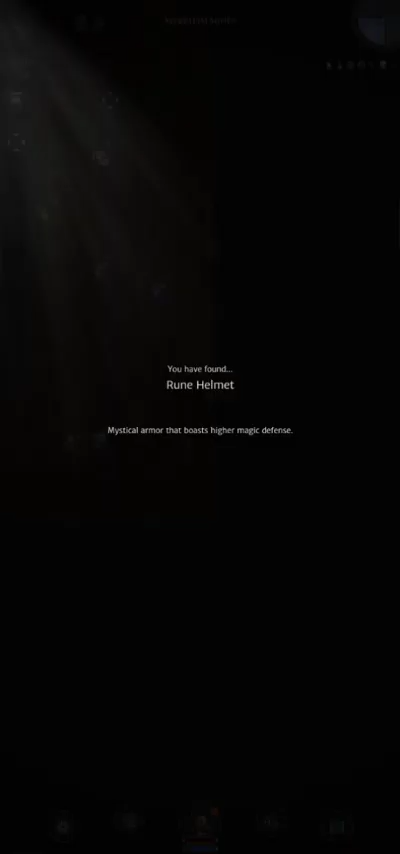 You have found...
Rune Helmet
Mystical armor that boasts higher magic defense.